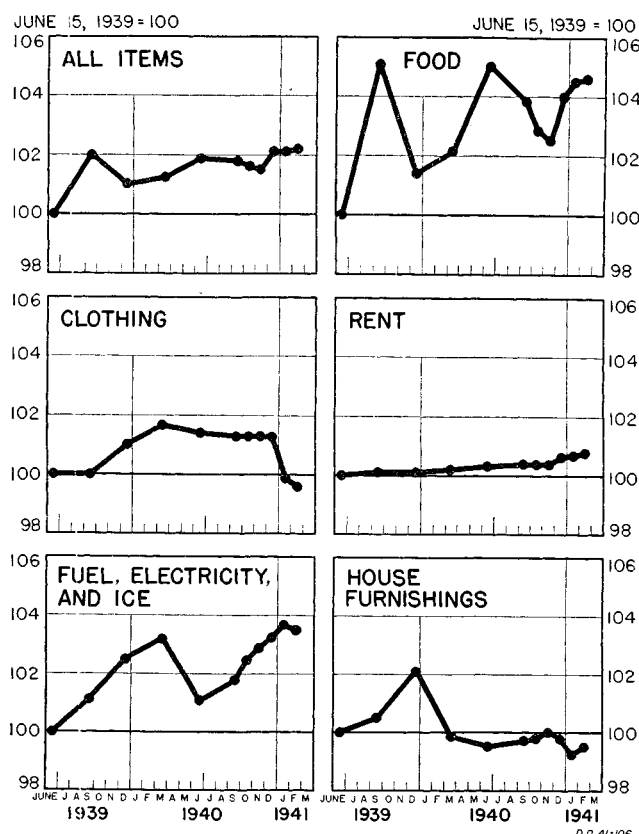 JUNE 15, 1939 = 100 JUNE 15, 1939 = 100
106 106
ALL ITEMS FOOD
104 104
102 102
100 100
98 98
106 106
CLOTHING RENT
104 104
102 102
100 100
98 98
106 106
FUEL, ELECTRICITY, HOUSE
AND ICE FURNISHINGS
104 104
102 102
100 100
98 98
JUNE J A S O N D J F M A M J J A S O N D J F M JUNE J A S O N D J F M A M J J A S O N D J F M
1939 1940 1941 1939 1940 1941